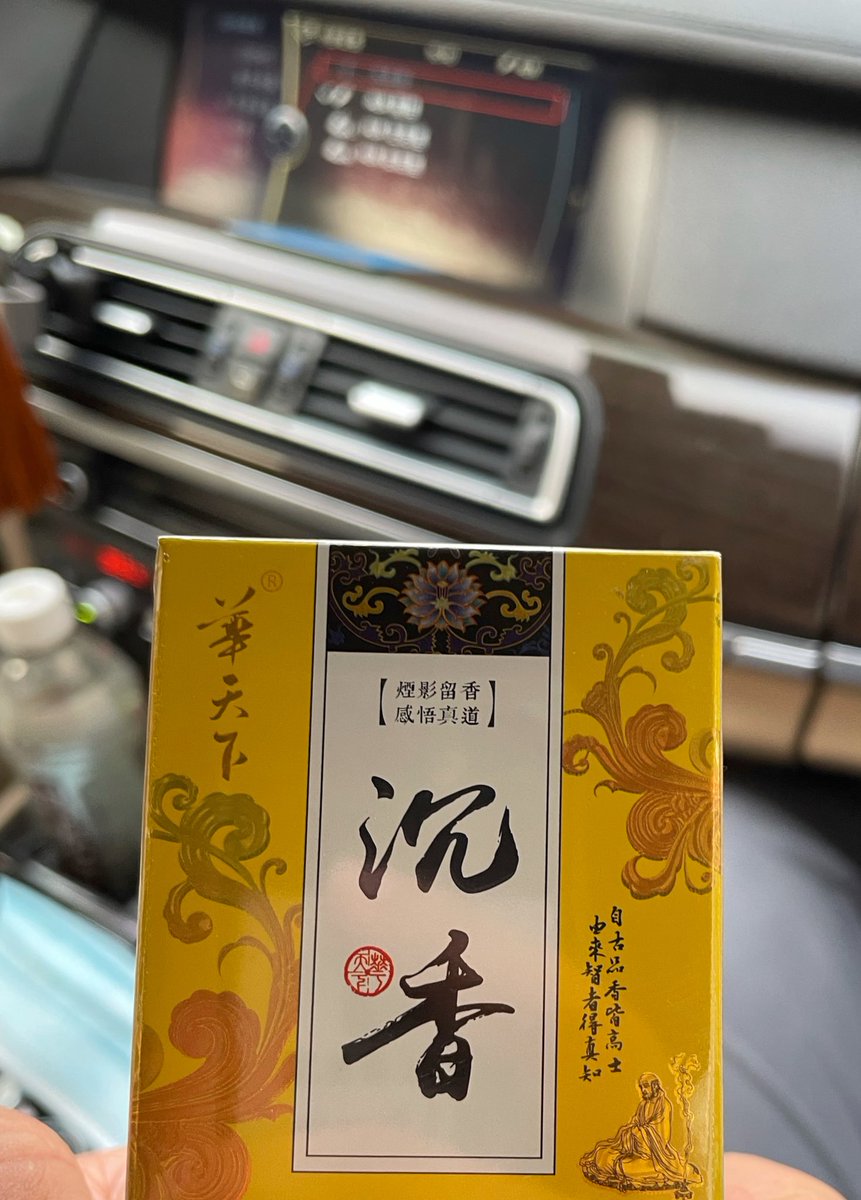 華天下®
【煙影留香
感悟真道】
沉香
自古品香皆高士
由來智者得真知